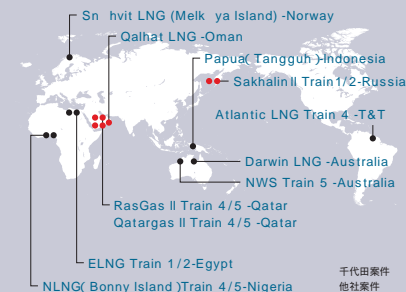 Sn hvit LNG (Melk ya Island) -Norway
Qalhat LNG -Oman
Papua( Tangguh )-Indonesia
Sakhalin II Train1/2-Russia
Atlantic LNG Train 4 -T&T
Darwin LNG -Australia
NWS Train 5 -Australia
RasGas II Train 4/5 -Qatar
Qatargas II Train 4/5 -Qatar
ELNG Train 1/2-Egypt
NLNG( Bonny Island )Train 4/5-Nigeria
千代田案件
他社案件